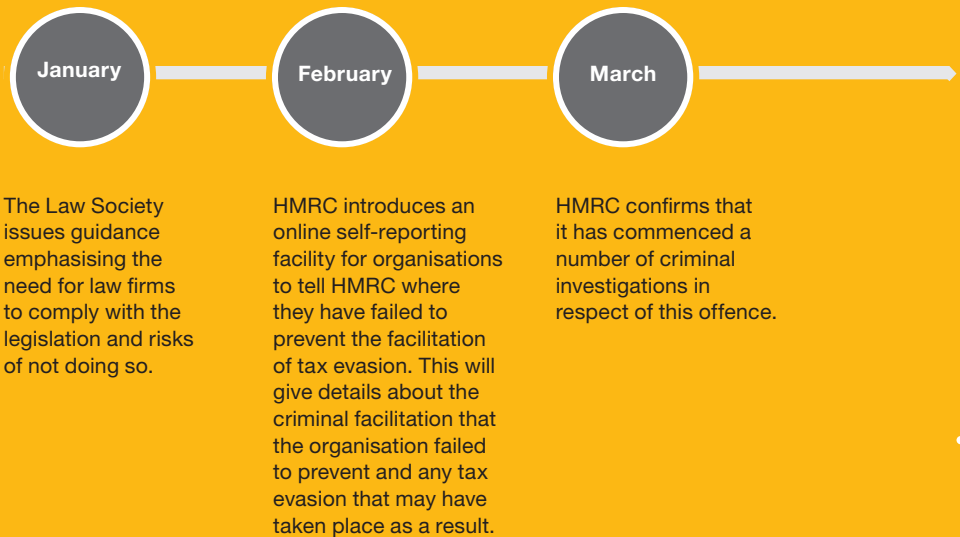 January
February
March
The Law Society
issues guidance
emphasising the
need for law firms
to comply with the
legislation and risks
of not doing so.
HMRC introduces an
online self-reporting
facility for organisations
to tell HMRC where
they have failed to
prevent the facilitation
of tax evasion. This will
give details about the
criminal facilitation that
the organisation failed
to prevent and any tax
evasion that may have
taken place as a result.
HMRC confirms that
it has commenced a
number of criminal
investigations in
respect of this offence.